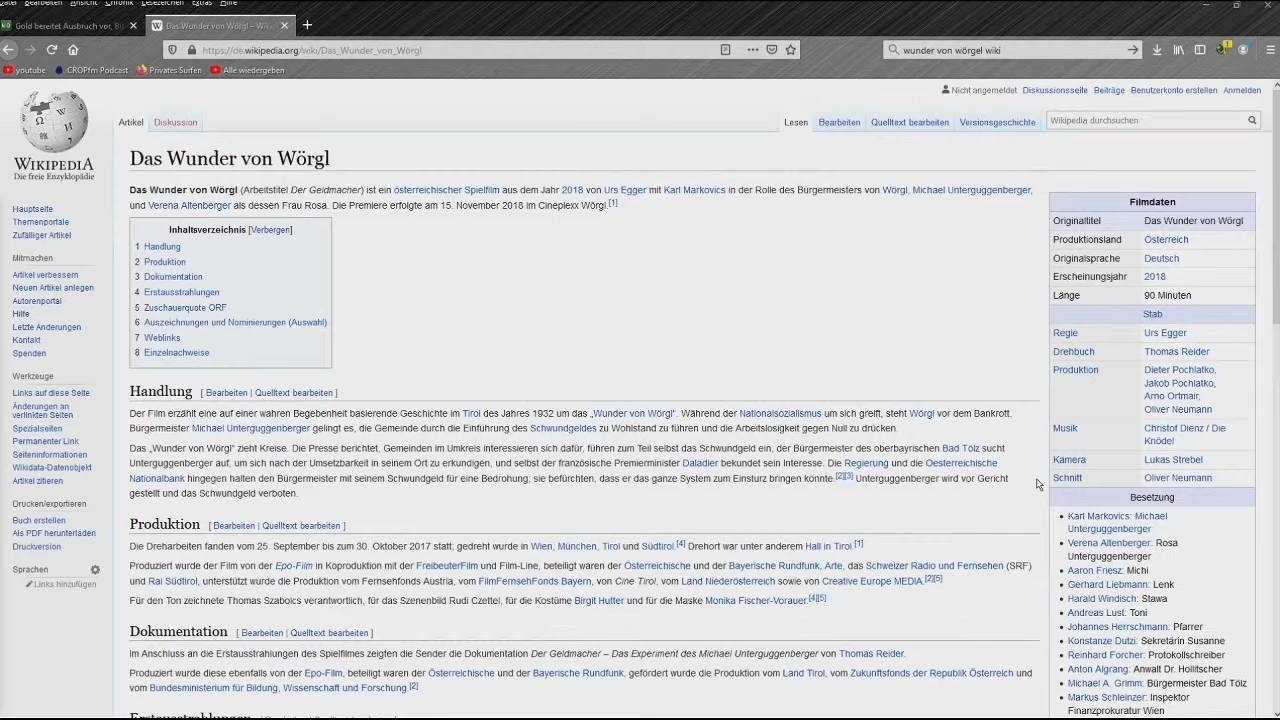 Datei Bearbeiten Ansicht Chronik Lesezeichen Extras Hilfe
Gold bereitet Ausbruch vor,
Das Wunder von Wörgl – Wi
https://de.wikipedia.org/wiki/Das_Wunder_von_Wörgl
wunder von wörgel wiki
youtube
CROPfm Podcast
Privates Surfen
Alle wiedergeben
Nicht angemeldet Diskussionsseite Beiträge Benutzerkonto erstellen Anmelden
Artikel Diskussion
Lesen Bearbeiten Quelltext bearbeiten Versionsgeschichte
Wikipedia durchsuchen
WIKIPEDIA
Die freie Enzyklopädie
Hauptseite
Themenportale
Zufälliger Artikel
Mitmachen
Artikel verbessern
Neuen Artikel anlegen
Autorenportal
Hilfe
Letzte Änderungen
Kontakt
Spenden
Werkzeuge
Links auf diese Seite
Änderungen an
verlinkten Seiten
Spezialseiten
Permanenter Link
Seiteninformationen
Wikidata-Datenobjekt
Artikel zitieren
Drucken/exportieren
Buch erstellen
Als PDF herunterladen
Druckversion
Sprachen
Links hinzufügen
Das Wunder von Wörgl
Das Wunder von Wörgl (Arbeitstitel Der Geldmacher) ist ein österreichischer Spielfilm aus dem Jahr 2018 von Urs Egger mit Karl Markovics in der Rolle des Bürgermeisters von Wörgl, Michael Unterguggenberger,
und Verena Altenberger als dessen Frau Rosa. Die Premiere erfolgte am 15. November 2018 im Cineplexx Wörgl.[1]
Inhaltsverzeichnis [Verbergen]
1 Handlung
2 Produktion
3 Dokumentation
4 Erstausstrahlungen
5 Zuschauerquote ORF
6 Auszeichnungen und Nominierungen (Auswahl)
7 Weblinks
8 Einzelnachweise
Handlung [ Bearbeiten | Quelltext bearbeiten ]
Der Film erzählt eine auf einer wahren Begebenheit basierende Geschichte im Tirol des Jahres 1932 um das „Wunder von Wörgl“. Während der Nationalsozialismus um sich greift, steht Wörgl vor dem Bankrott.
Bürgermeister Michael Unterguggenberger gelingt es, die Gemeinde durch die Einführung des Schwundgeldes zu Wohlstand zu führen und die Arbeitslosigkeit gegen Null zu drücken.
Das „Wunder von Wörgl“ zieht Kreise. Die Presse berichtet, Gemeinden im Umkreis interessieren sich dafür, führen zum Teil selbst das Schwundgeld ein, der Bürgermeister des oberbayrischen Bad Tölz sucht
Unterguggenberger auf, um sich nach der Umsetzbarkeit in seinem Ort zu erkundigen, und selbst der französische Premierminister Daladier bekundet sein Interesse. Die Regierung und die Oesterreichische
Nationalbank hingegen halten den Bürgermeister mit seinem Schwundgeld für eine Bedrohung; sie befürchten, dass er das ganze System zum Einsturz bringen könnte.[2][3] Unterguggenberger wird vor Gericht
gestellt und das Schwundgeld verboten.
Produktion [ Bearbeiten | Quelltext bearbeiten ]
Die Dreharbeiten fanden vom 25. September bis zum 30. Oktober 2017 statt; gedreht wurde in Wien, München, Tirol und Südtirol.[4] Drehort war unter anderem Hall in Tirol.[1]
Produziert wurde der Film von der Epo-Film in Koproduktion mit der FreibeuterFilm und Film-Line, beteiligt waren der Österreichische und der Bayerische Rundfunk, Arte, das Schweizer Radio und Fernsehen (SRF)
und Rai Südtirol, unterstützt wurde die Produktion vom Fernsehfonds Austria, vom FilmFernsehFonds Bayern, von Cine Tirol, vom Land Niederösterreich sowie von Creative Europe MEDIA.[2][5]
Für den Ton zeichnete Thomas Szabolcs verantwortlich, für das Szenenbild Rudi Czettel, für die Kostüme Birgit Hutter und für die Maske Monika Fischer-Vorauer.[4][5]
Dokumentation [ Bearbeiten | Quelltext bearbeiten ]
Im Anschluss an die Erstausstrahlungen des Spielfilmes zeigten die Sender die Dokumentation Der Geldmacher – Das Experiment des Michael Unterguggenberger von Thomas Reider.
Produziert wurde diese ebenfalls von der Epo-Film, beteiligt waren der Österreichische und der Bayerische Rundfunk, gefördert wurde die Produktion vom Land Tirol, vom Zukunftsfonds der Republik Österreich und
vom Bundesministerium für Bildung, Wissenschaft und Forschung.[2]
Erstausstrahlungen
Filmdaten
Originaltitel Das Wunder von Wörgl
Produktionsland Österreich
Originalsprache Deutsch
Erscheinungsjahr 2018
Länge 90 Minuten
Stab
Regie Urs Egger
Drehbuch Thomas Reider
Produktion Dieter Pochlatko,
Jakob Pochlatko,
Arno Ortmair,
Oliver Neumann
Musik Christof Dienz / Die
Knödel
Kamera Lukas Strebel
Schnitt Oliver Neumann
Besetzung
Karl Markovics: Michael
Unterguggenberger
Verena Altenberger: Rosa
Unterguggenberger
Aaron Friesz: Michi
Gerhard Liebmann: Lenk
Harald Windisch: Stawa
Andreas Lust: Toni
Johannes Herrschmann: Pfarrer
Konstanze Dutzi: Sekretärin Susanne
Reinhard Forcher: Protokollschreiber
Anton Algrang: Anwalt Dr. Hollitscher
Michael A. Grimm: Bürgermeister Bad Tölz
Markus Schleinzer: Inspektor
Finanzprokuratur Wien